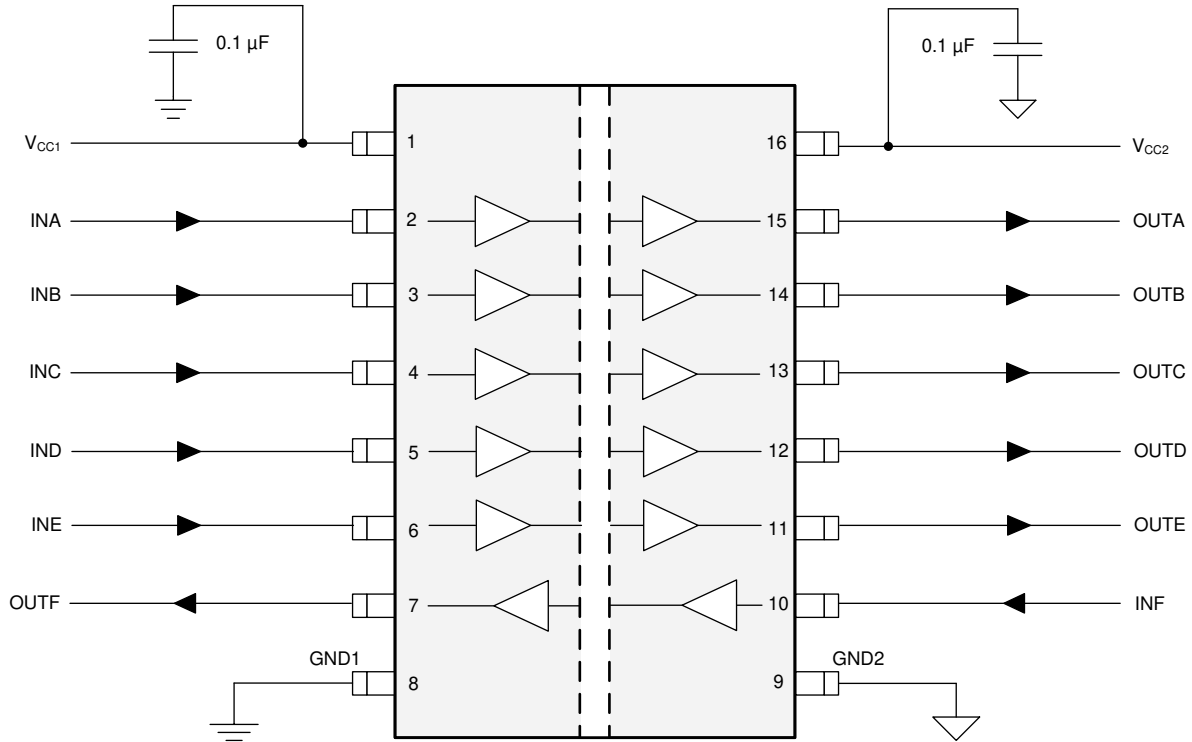 0.1 µF
0.1 µF
VCC1
1
16
VCC2
INA
2
15
OUTA
INB
3
14
OUTB
INC
4
13
OUTC
IND
5
12
OUTD
INE
6
11
OUTE
OUTF
7
10
INF
GND1
8
9
GND2